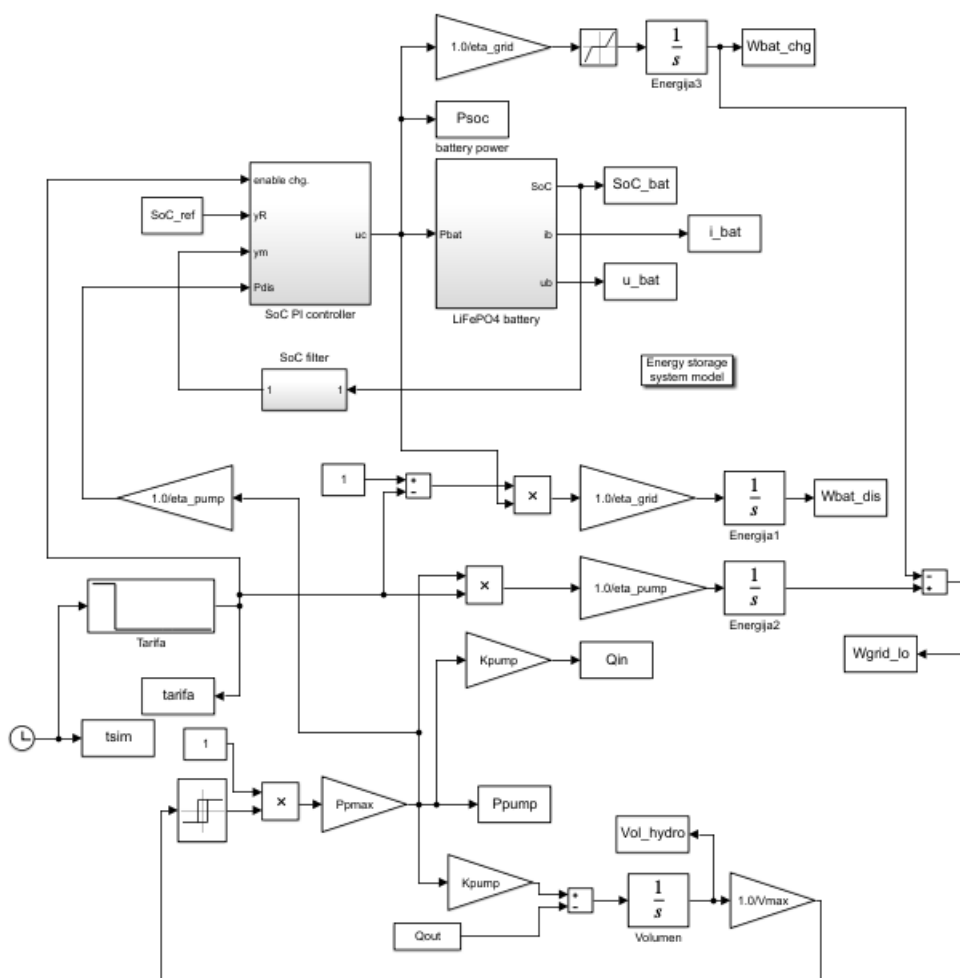 1.0/eta_grid
1
s
Energija3
Wbat_chg
Psoc
battery power
enable chg.
SoC_ref
yR
ym
Pdis
uc
SoC PI controller
Pbat
SoC
ib
ub
LiFePO4 battery
SoC_bat
i_bat
u_bat
SoC filter
1
1
Energy storage
system model
1.0/eta_pump
1
+
−
×
1.0/eta_grid
1
s
Energija1
Wbat_dis
×
1.0/eta_pump
1
s
Energija2
−
+
Tarifa
Kpump
Qin
Wgrid_lo
tarifa
tsim
1
×
Ppmax
Ppump
Vol_hydro
Kpump
+
−
1
s
Volumen
1.0/Vmax
Qout